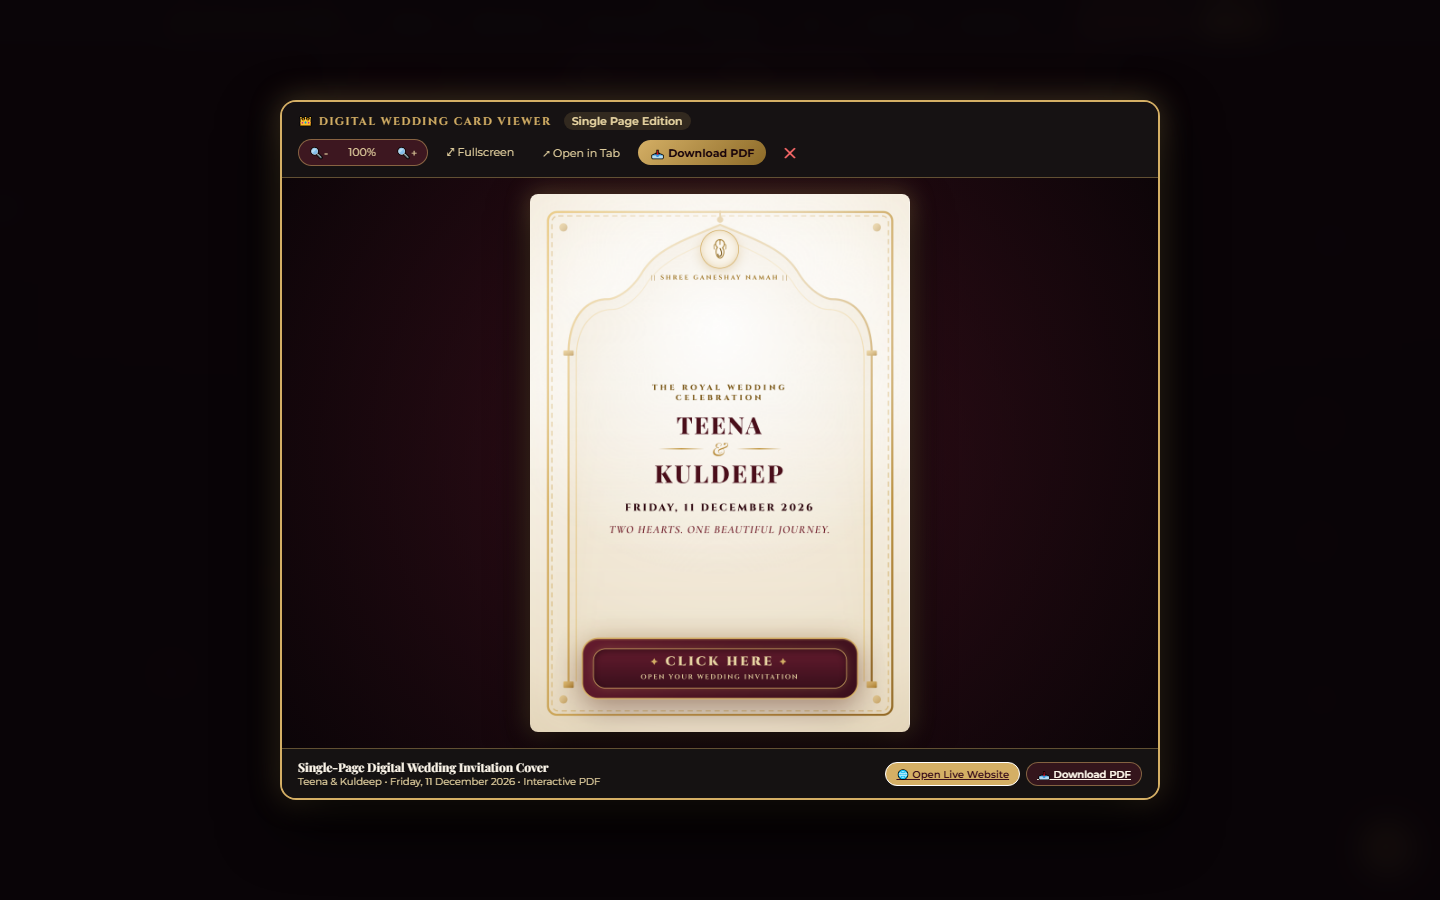 DIGITAL WEDDING CARD VIEWER Single Page Edition
- 100% + Fullscreen Open in Tab Download PDF
|| SHREE GANESHAY NAMAH ||
THE ROYAL WEDDING
CELEBRATION
TEENA
&
KULDEEP
FRIDAY, 11 DECEMBER 2026
TWO HEARTS. ONE BEAUTIFUL JOURNEY.
CLICK HERE
OPEN YOUR WEDDING INVITATION
Single-Page Digital Wedding Invitation Cover
Teena & Kuldeep • Friday, 11 December 2026 • Interactive PDF
Open Live Website Download PDF